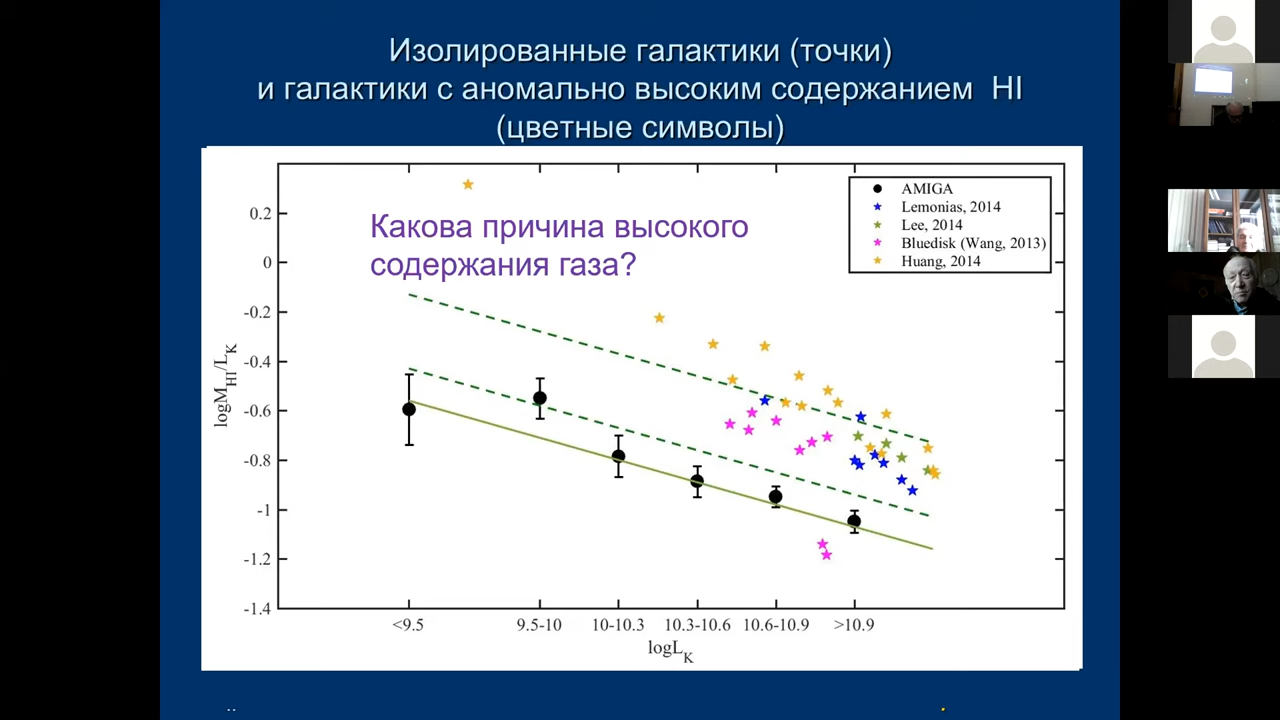 Изолированные галактики (точки)
и галактики с аномально высоким содержанием HI
(цветные символы)
Какова причина высокого
содержания газа?
AMIGA
Lemonias, 2014
Lee, 2014
Bluedisk (Wang, 2013)
Huang, 2014
logM_HI/L_K
0.2
0
-0.2
-0.4
-0.6
-0.8
-1
-1.2
-1.4
<9.5 9.5-10 10-10.3 10.3-10.6 10.6-10.9 >10.9
logL_K